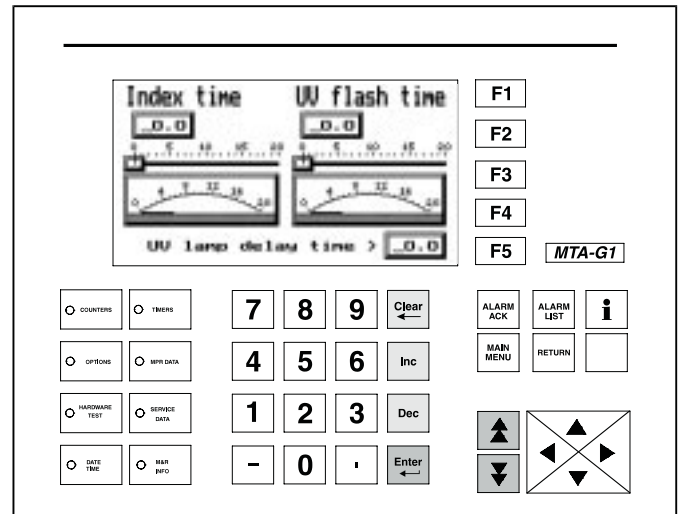 Index time UV flash time
_0.0 _0.0
0 5 10 15 20 0 5 10 15 20
0 4 8 12 16 20 0 4 8 12 16 20
UV lamp delay time > _0.0
F1
F2
F3
F4
F5
MTA-G1
COUNTERS TIMERS
OPTIONS MPR DATA
HARDWARE TEST SERVICE DATA
DATE TIME M&R INFO
7 8 9 Clear
4 5 6 Inc
1 2 3 Dec
- 0 . Enter
ALARM ACK ALARM LIST i
MAIN MENU RETURN